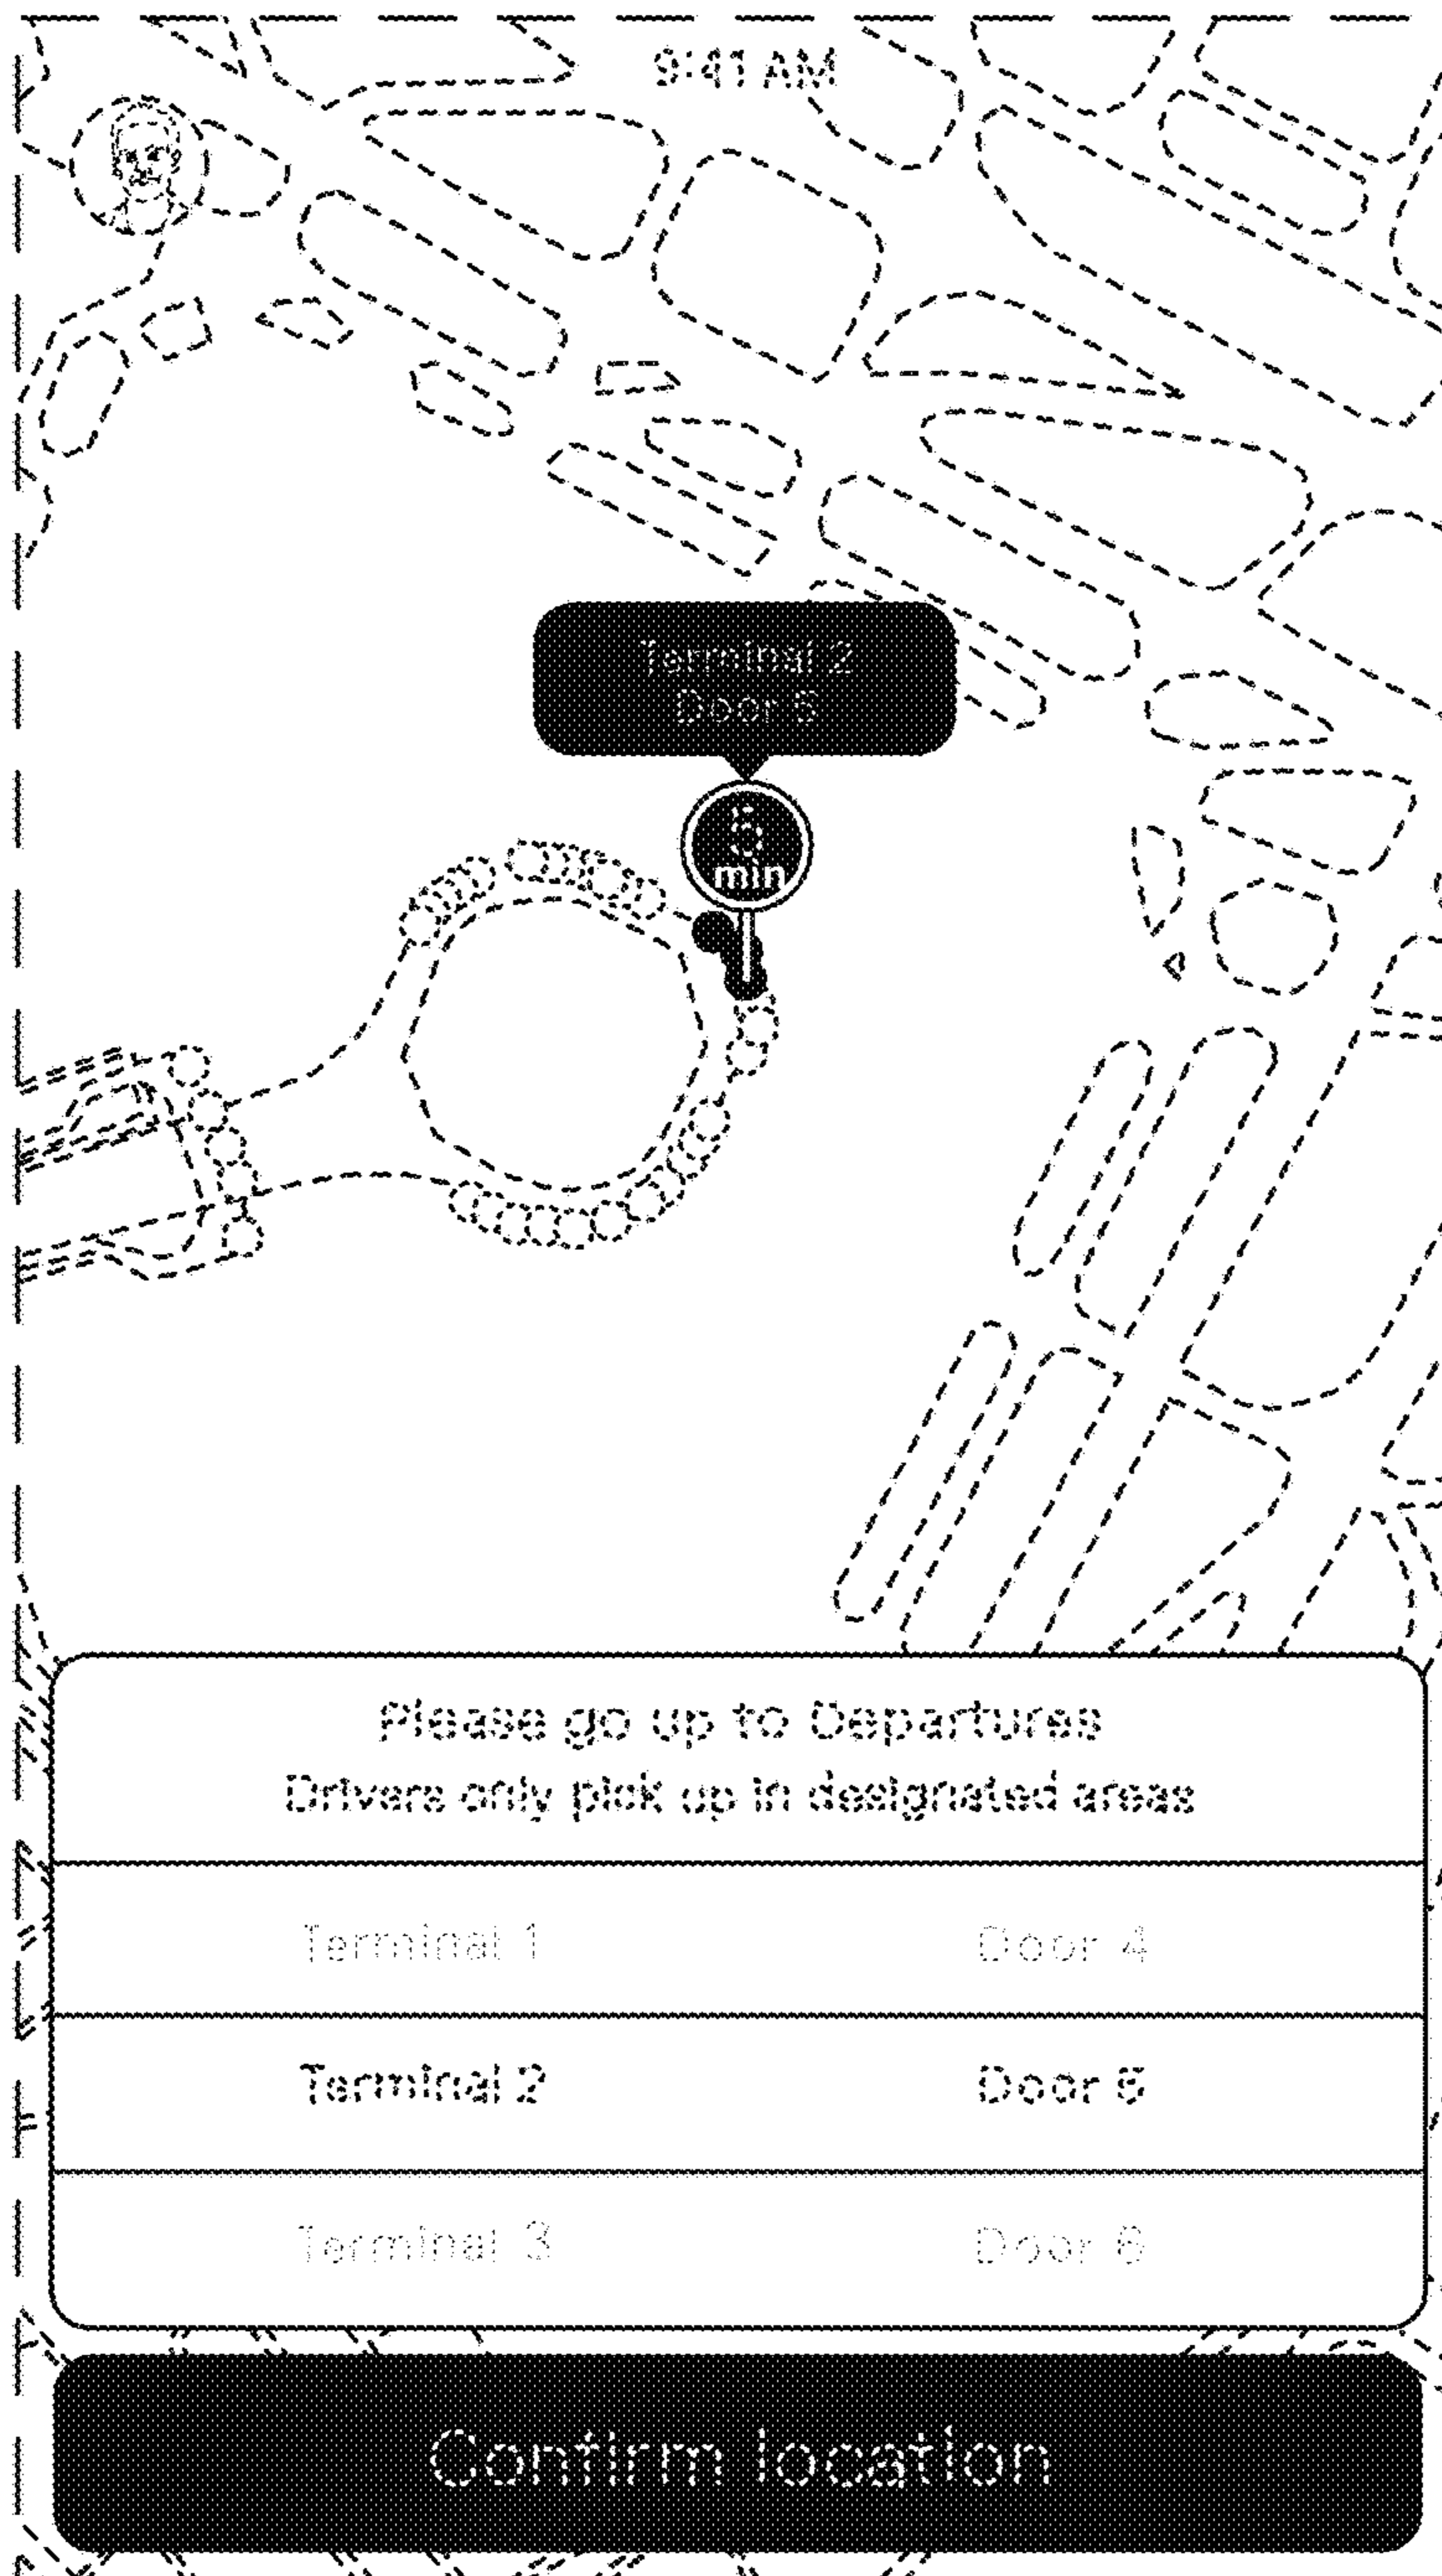 9:41 AM
Terminal 2
Door 5
5
min
Please go up to Departures
Drivers only pick up in designated areas
Terminal 1 Door 4
Terminal 2 Door 5
Terminal 3 Door 6
Confirm location